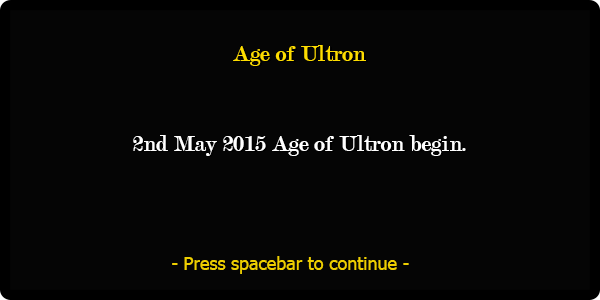 Age of Ultron
2nd May 2015 Age of Ultron begin.
- Press spacebar to continue -